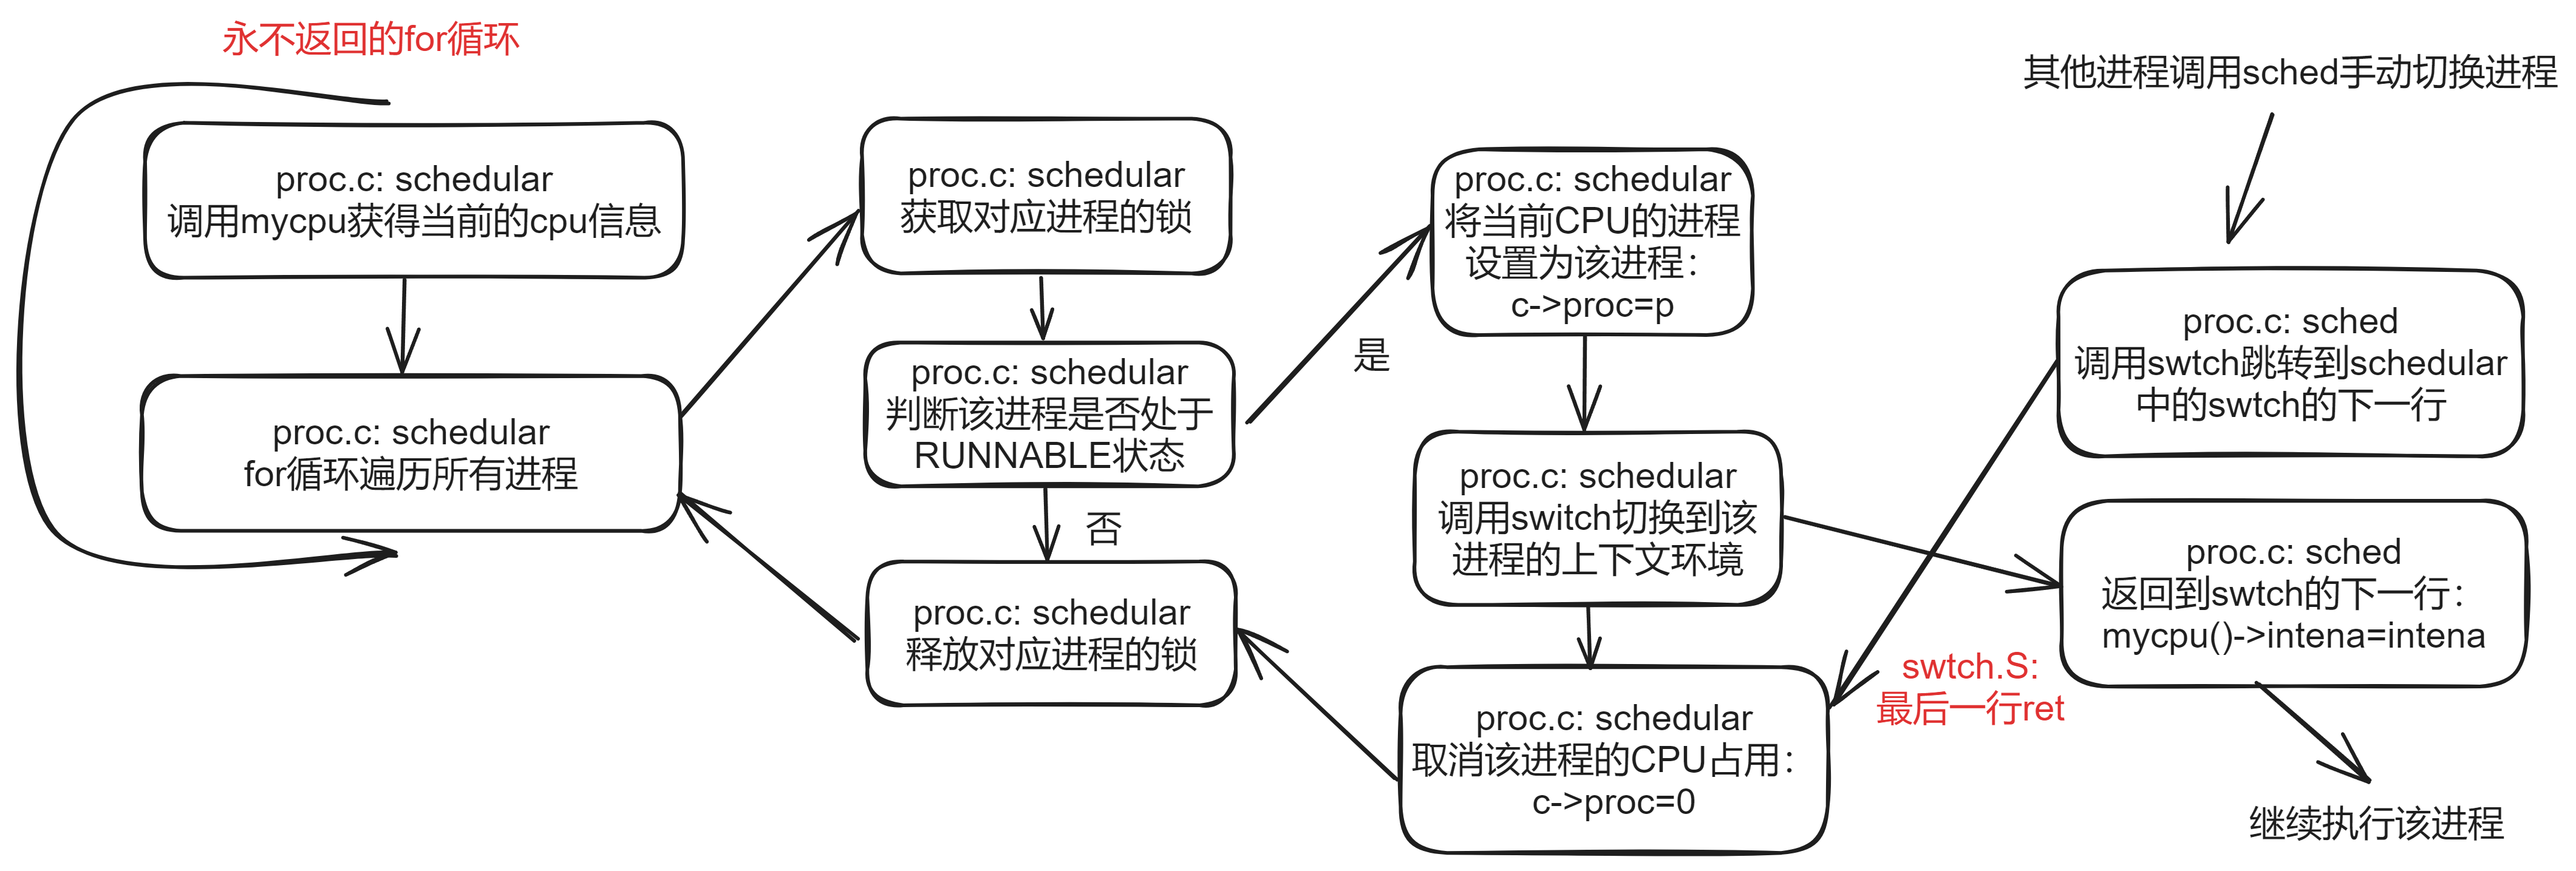 永不返回的for循环
proc.c: schedular
调用mycpu获得当前的cpu信息
proc.c: schedular
for循环遍历所有进程
proc.c: schedular
获取对应进程的锁
proc.c: schedular
判断该进程是否处于
RUNNABLE状态
是
否
proc.c: schedular
释放对应进程的锁
proc.c: schedular
将当前CPU的进程
设置为该进程：
c->proc=p
proc.c: schedular
调用switch切换到该
进程的上下文环境
proc.c: schedular
取消该进程的CPU占用：
c->proc=0
其他进程调用sched手动切换进程
proc.c: sched
调用swtch跳转到schedular
中的swtch的下一行
proc.c: sched
返回到swtch的下一行：
mycpu()->intena=intena
swtch.S:
最后一行ret
继续执行该进程